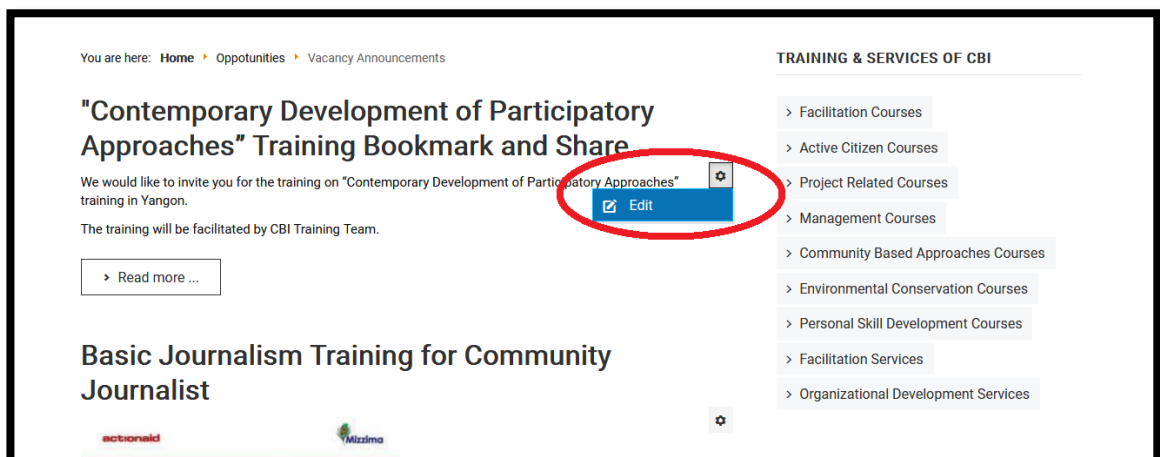 You are here: Home Oppotunities Vacancy Announcements
"Contemporary Development of Participatory
Approaches” Training Bookmark and Share
We would like to invite you for the training on “Contemporary Development of Participatory Approaches”
training in Yangon.
Edit
The training will be facilitated by CBI Training Team.
> Read more ...
Basic Journalism Training for Community
Journalist
actionaid
Mizzima
TRAINING & SERVICES OF CBI
> Facilitation Courses
> Active Citizen Courses
> Project Related Courses
> Management Courses
> Community Based Approaches Courses
> Environmental Conservation Courses
> Personal Skill Development Courses
> Facilitation Services
> Organizational Development Services